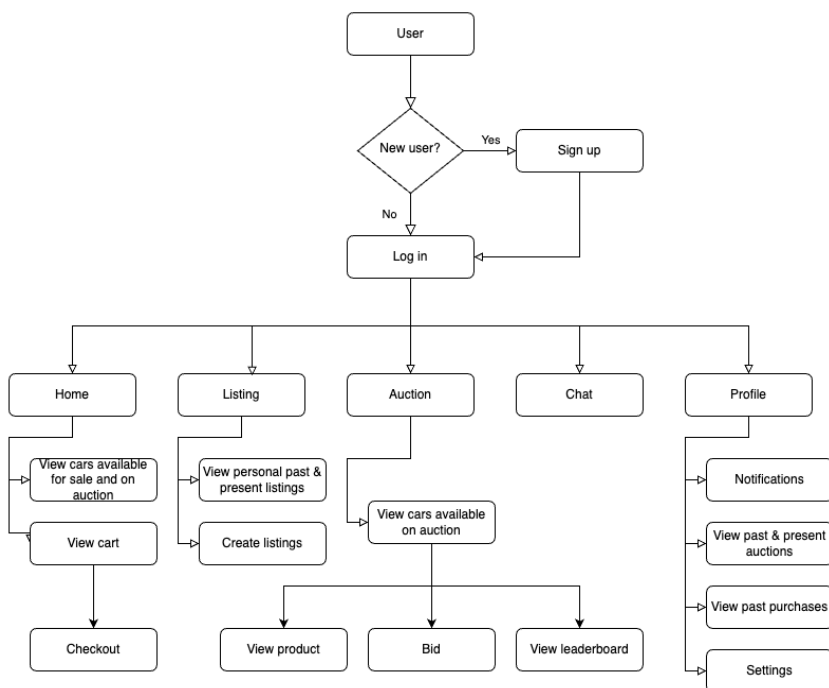 User
New user?
Yes
Sign up
No
Log in
Home
Listing
Auction
Chat
Profile
View cars available
for sale and on
auction
View personal past &
present listings
Notifications
View cars available
on auction
View cart
Create listings
View past & present
auctions
View past purchases
Checkout
View product
Bid
View leaderboard
Settings